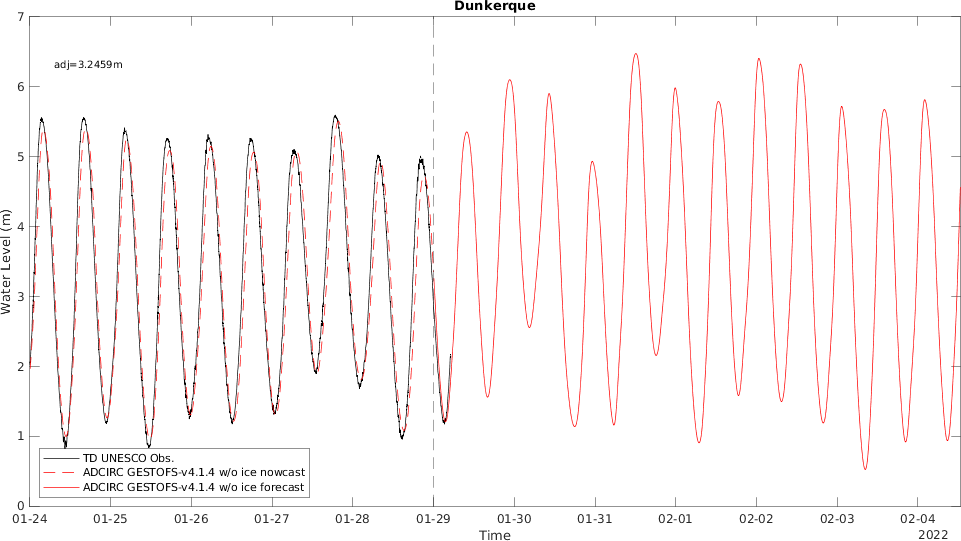 Dunkerque
7
adj=3.2459m
6
5
4
Water Level (m)
3
2
1
TD UNESCO Obs.
ADCIRC GESTOFS-v4.1.4 w/o ice nowcast
ADCIRC GESTOFS-v4.1.4 w/o ice forecast
0
01-24 01-25 01-26 01-27 01-28 01-29 01-30 01-31 02-01 02-02 02-03 02-04
Time
2022